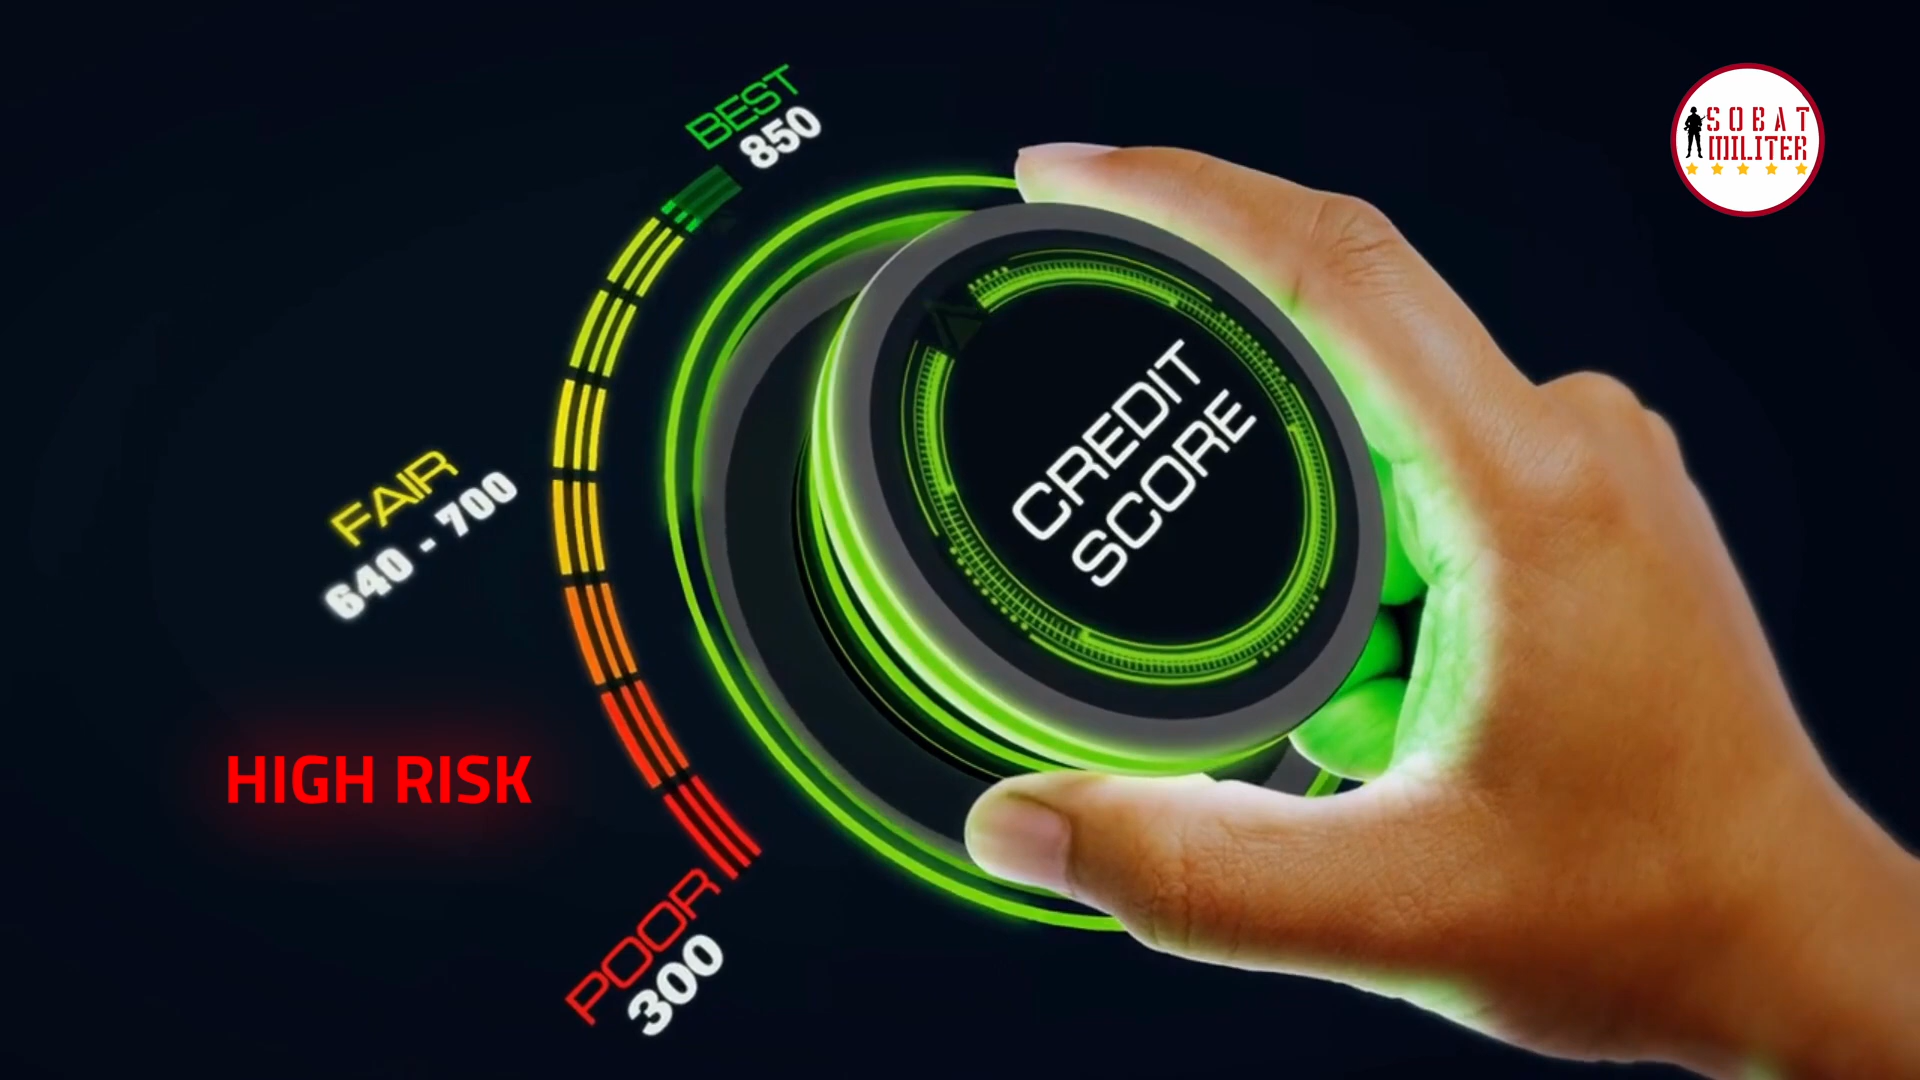 BEST
850
SOBAT
MILITER
CREDIT
SCORE
FAIR
640 - 700
HIGH RISK
POOR
300